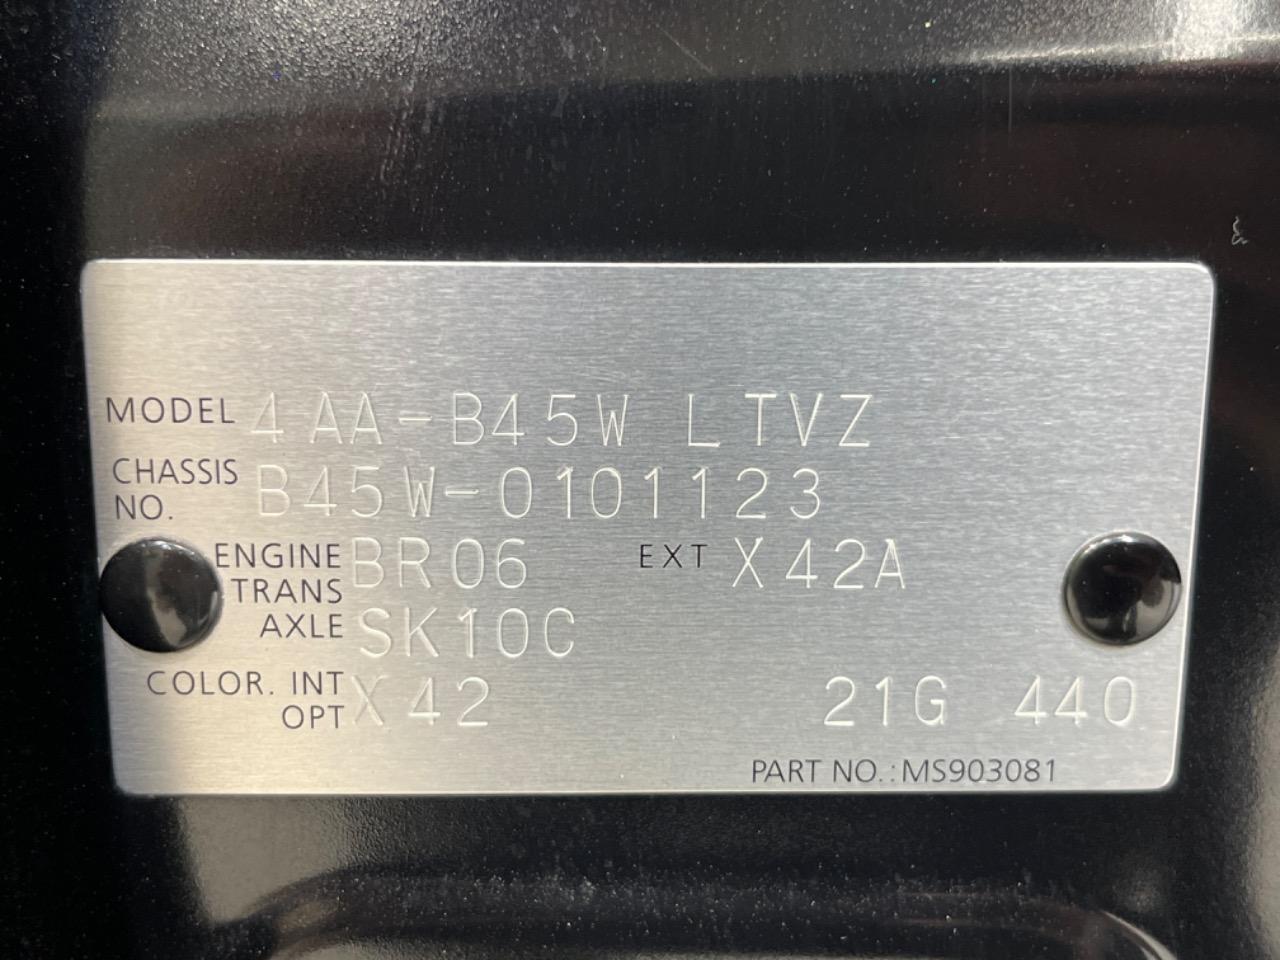 MODEL 4AA-B45W LTVZ
CHASSIS NO. B45W-0101123
ENGINE BR06 EXT X42A
TRANS AXLE SK10C
COLOR. INT OPT X42 21G 440
PART NO.: MS903081